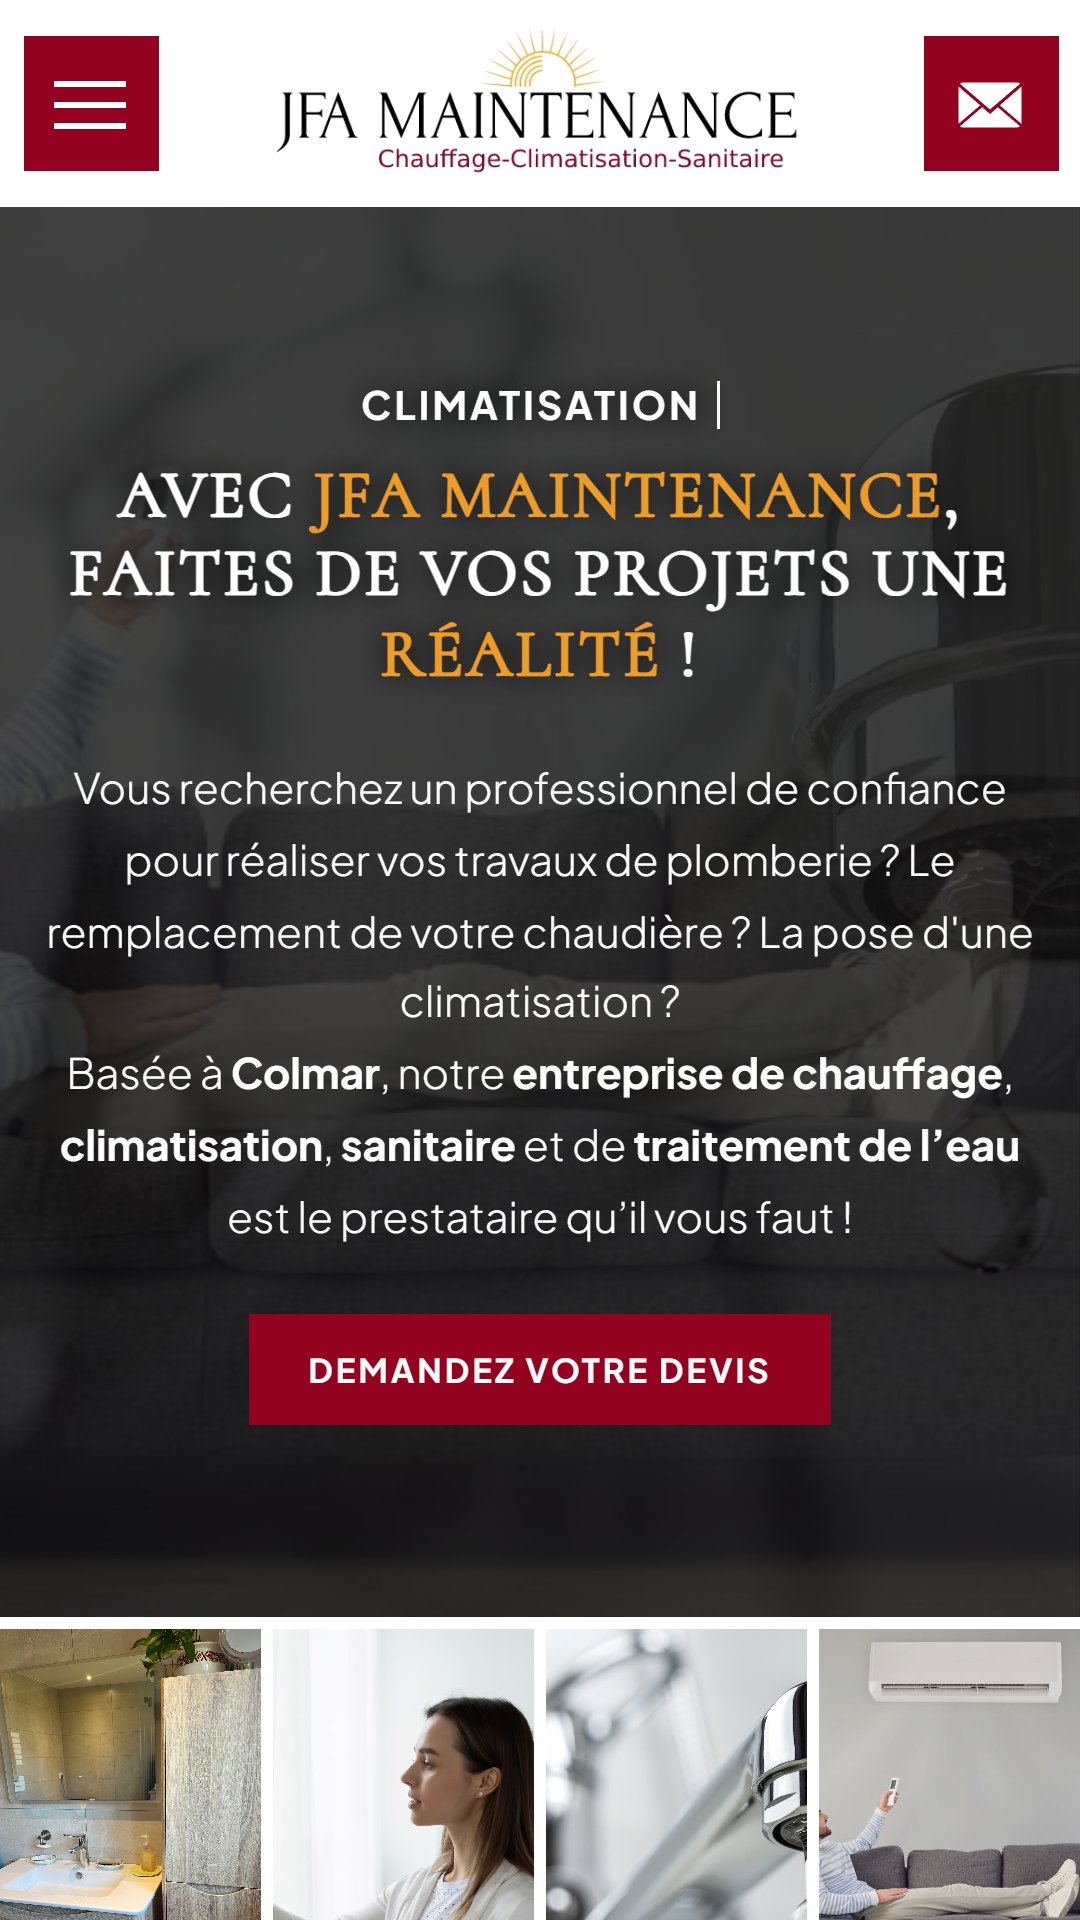 JFA MAINTENANCE
Chauffage-Climatisation-Sanitaire
CLIMATISATION
AVEC JFA MAINTENANCE,
FAITES DE VOS PROJETS UNE
RÉALITÉ !
Vous recherchez un professionnel de confiance
pour réaliser vos travaux de plomberie ? Le
remplacement de votre chaudière ? La pose d'une
climatisation ?
Basée à Colmar, notre entreprise de chauffage,
climatisation, sanitaire et de traitement de l’eau
est le prestataire qu’il vous faut !
DEMANDEZ VOTRE DEVIS